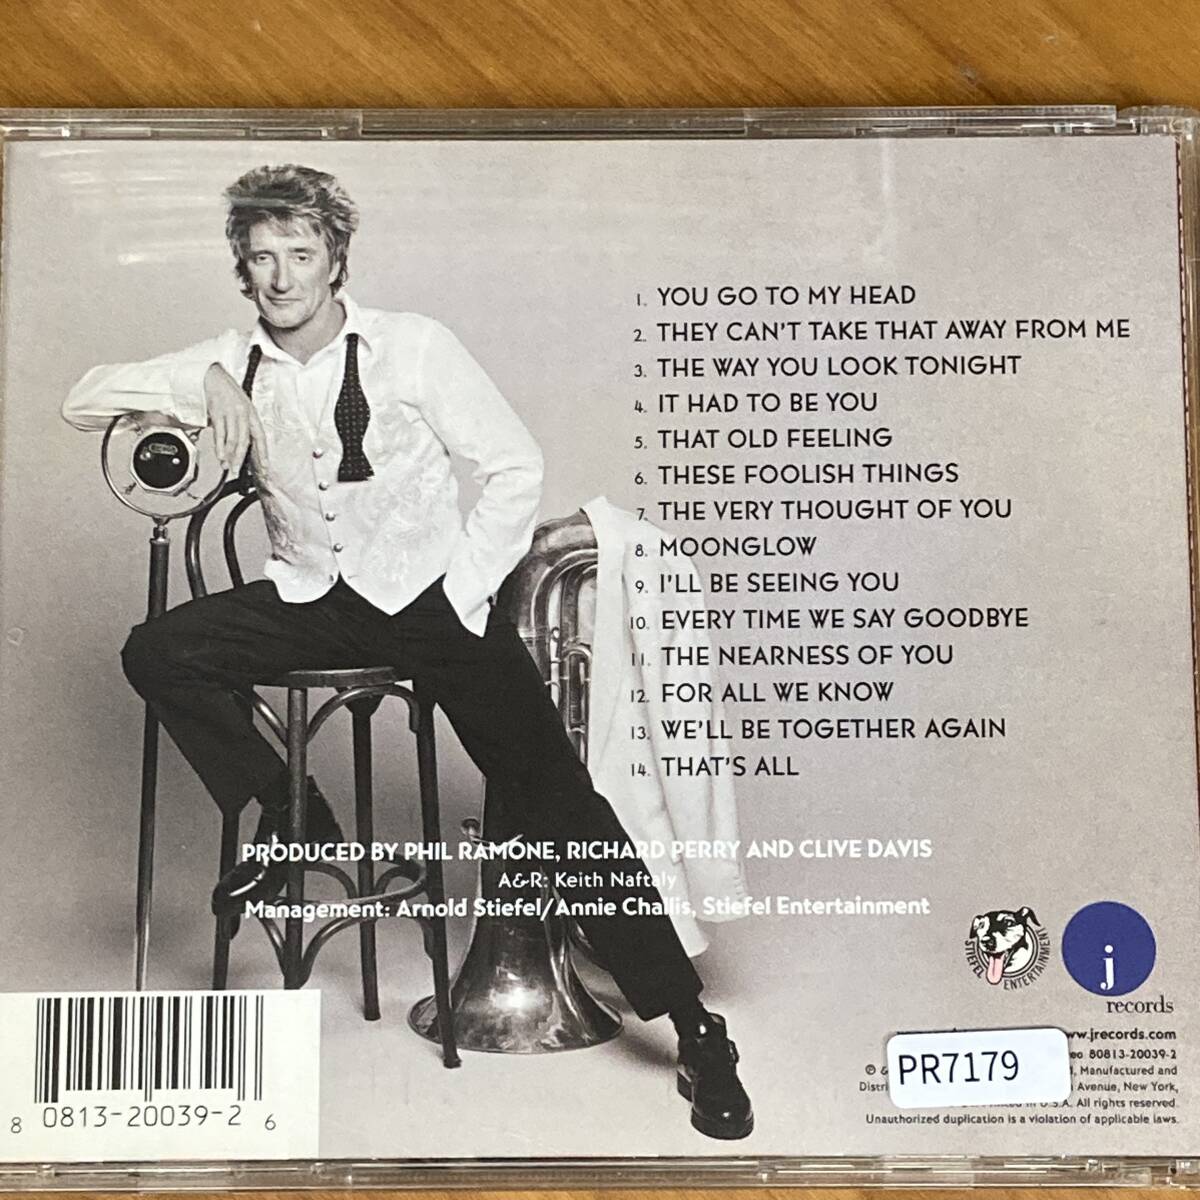 1. YOU GO TO MY HEAD
2. THEY CAN'T TAKE THAT AWAY FROM ME
3. THE WAY YOU LOOK TONIGHT
4. IT HAD TO BE YOU
5. THAT OLD FEELING
6. THESE FOOLISH THINGS
7. THE VERY THOUGHT OF YOU
8. MOONGLOW
9. I'LL BE SEEING YOU
10. EVERY TIME WE SAY GOODBYE
11. THE NEARNESS OF YOU
12. FOR ALL WE KNOW
13. WE'LL BE TOGETHER AGAIN
14. THAT'S ALL
PRODUCED BY PHIL RAMONE, RICHARD PERRY AND CLIVE DAVIS
A&R: Keith Naftaly
Management: Arnold Stiefel/Annie Challis, Stiefel Entertainment
STIEFEL ENTERTAINMENT
j
records
www.jrecords.com
80813-20039-2
Manufactured and
Avenue, New York,
U.S.A. All rights reserved.
Unauthorized duplication is a violation of applicable laws.
PR7179
8 0813-20039-2 6